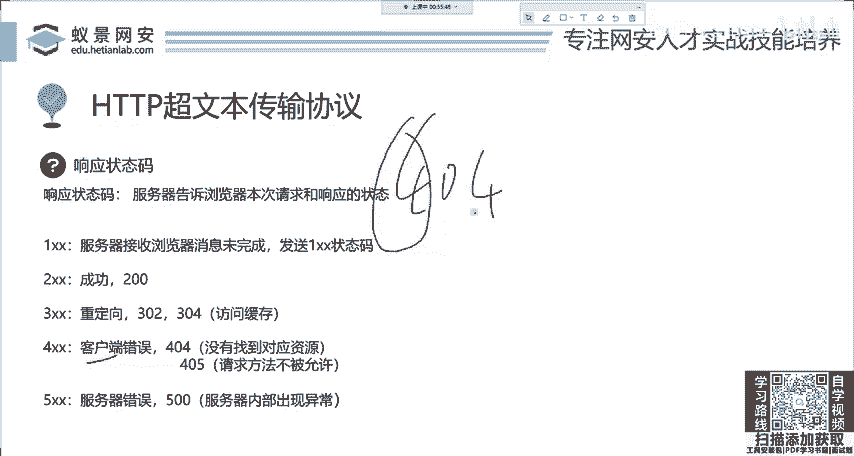 上课中 00:55:45
蚁景网安
edu.hetianlab.com
专注网安人才实战技能培养
HTTP超文本传输协议
? 响应状态码
响应状态码： 服务器告诉浏览器本次请求和响应的状态
404
1xx：服务器接收浏览器消息未完成，发送1xx状态码
2xx：成功，200
3xx：重定向，302，304（访问缓存）
4xx：客户端错误，404（没有找到对应资源）
405（请求方法不被允许）
5xx：服务器错误，500（服务器内部出现异常）
学习路线
自学视频
扫描添加获取
工具安装包|PDF学习书籍|面试题